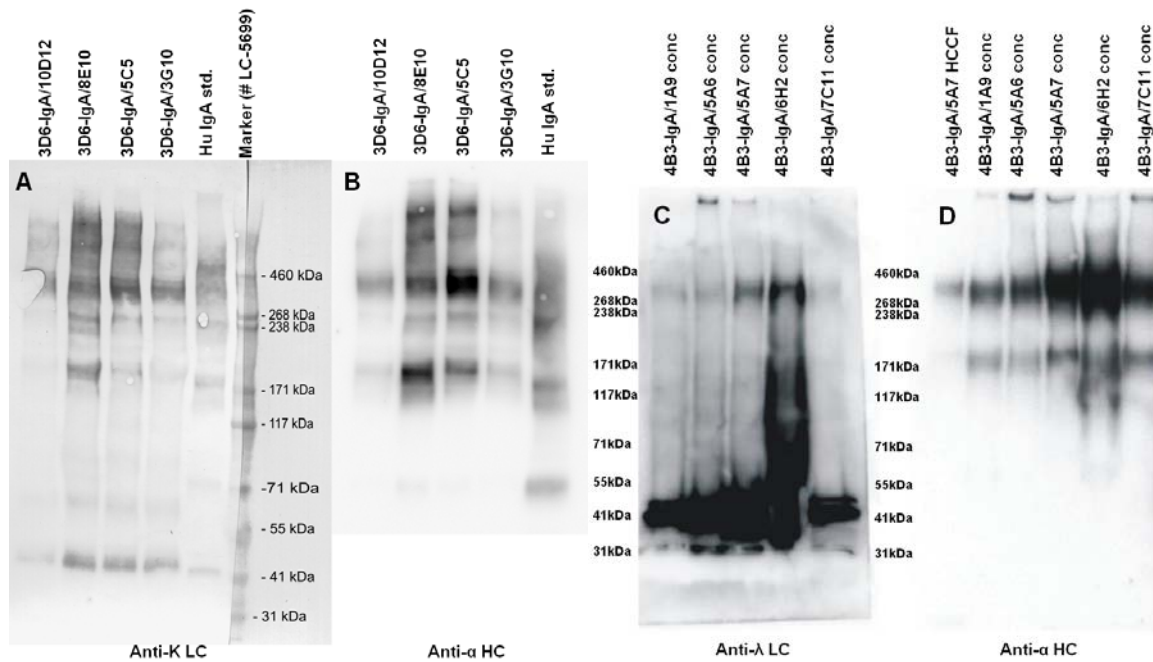 3D6-IgA/10D12
3D6-IgA/8E10
3D6-IgA/5C5
3D6-IgA/3G10
Hu IgA std.
Marker (# LC-5699)
3D6-IgA/10D12
3D6-IgA/8E10
3D6-IgA/5C5
3D6-IgA/3G10
Hu IgA std.
4B3-IgA/1A9 conc
4B3-IgA/5A6 conc
4B3-IgA/5A7 conc
4B3-IgA/6H2 conc
4B3-IgA/7C11 conc
4B3-IgA/5A7 HCCF
4B3-IgA/1A9 conc
4B3-IgA/5A6 conc
4B3-IgA/5A7 conc
4B3-IgA/6H2 conc
4B3-IgA/7C11 conc
A
- 460 kDa
- 268 kDa
- 238 kDa
- 171 kDa
- 117 kDa
-71 kDa
- 55 kDa
- 41 kDa
- 31 kDa
Anti-K LC
B
Anti-α HC
C
460kDa
268kDa
238kDa
171kDa
117kDa
71kDa
55kDa
41kDa
31kDa
Anti-λ LC
D
460kDa
268kDa
238kDa
171kDa
117kDa
71kDa
55kDa
41kDa
31kDa
Anti-α HC